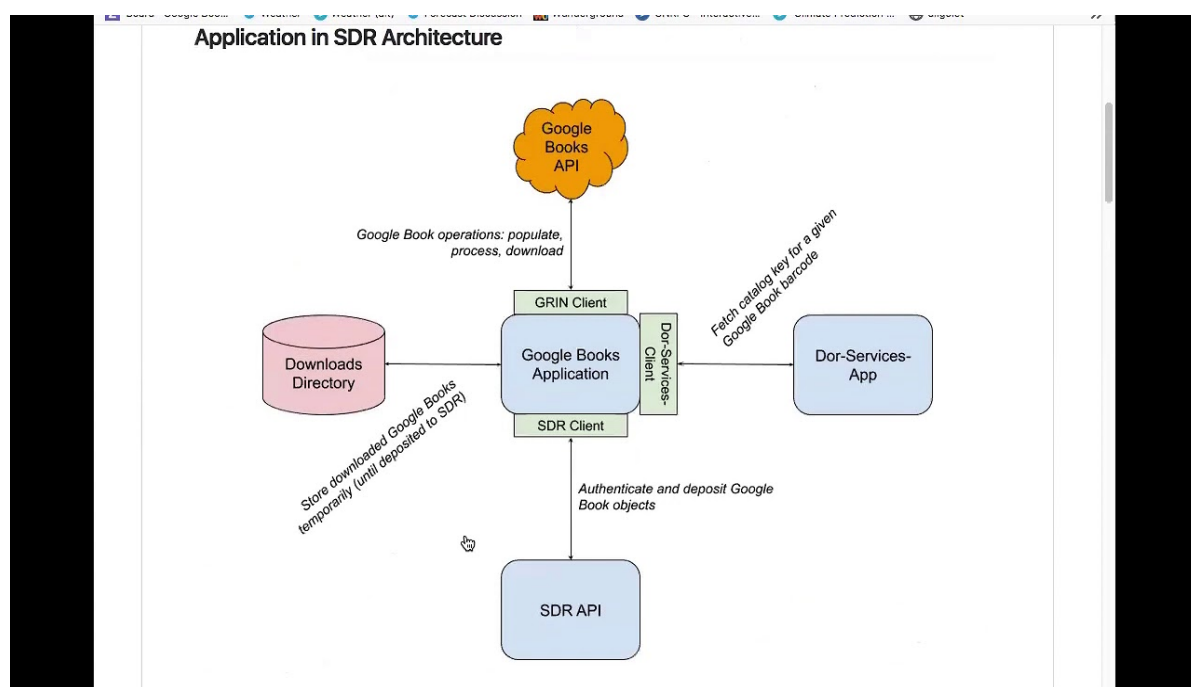 Application in SDR Architecture
Google
Books
API
Google Book operations: populate,
process, download
Fetch catalog key for a given
Google Book barcode
GRIN Client
Downloads
Directory
Google Books
Application
Dor-Services-
Client
Dor-Services-
App
SDR Client
Store downloaded Google Books
temporarily (until deposited to SDR)
Authenticate and deposit Google
Book objects
SDR API